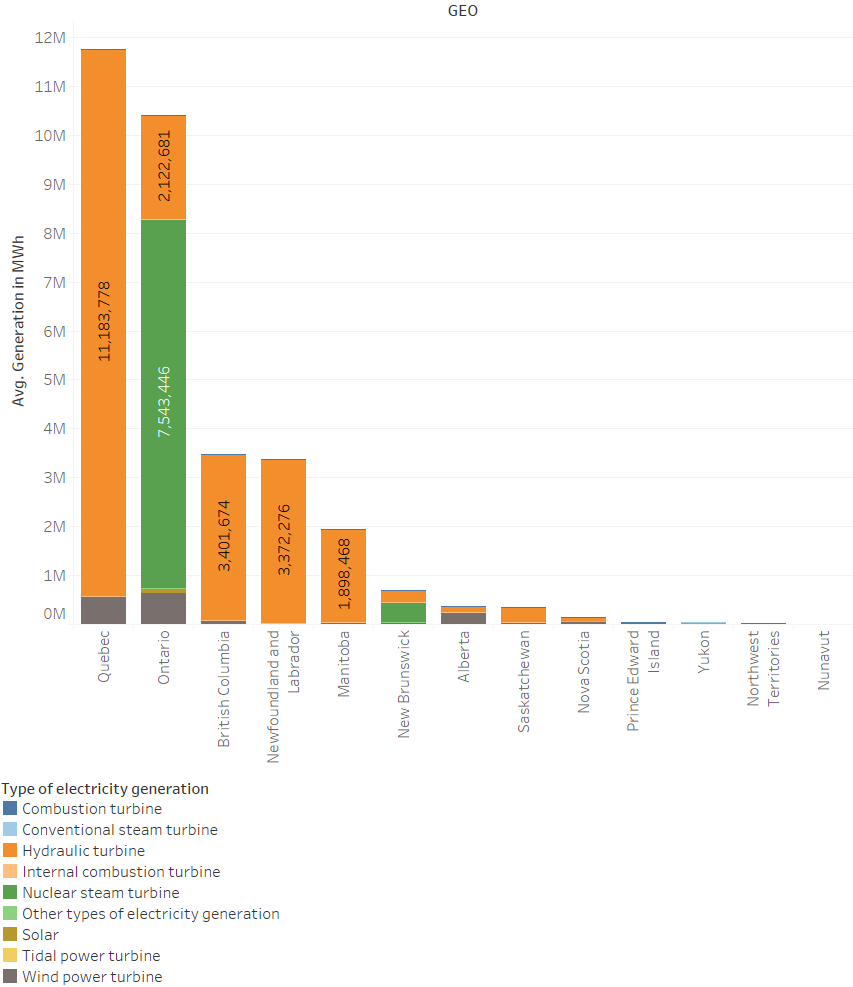 GEO
12M
11M
10M
9M
8M
7M
6M
5M
4M
3M
2M
1M
0M
Avg. Generation in MWh
11,183,778
2,122,681
7,543,446
3,401,674
3,372,276
1,898,468
Quebec
Ontario
British Columbia
Newfoundland and
Labrador
Manitoba
New Brunswick
Alberta
Saskatchewan
Nova Scotia
Prince Edward
Island
Yukon
Northwest
Territories
Nunavut
Type of electricity generation
Combustion turbine
Conventional steam turbine
Hydraulic turbine
Internal combustion turbine
Nuclear steam turbine
Other types of electricity generation
Solar
Tidal power turbine
Wind power turbine